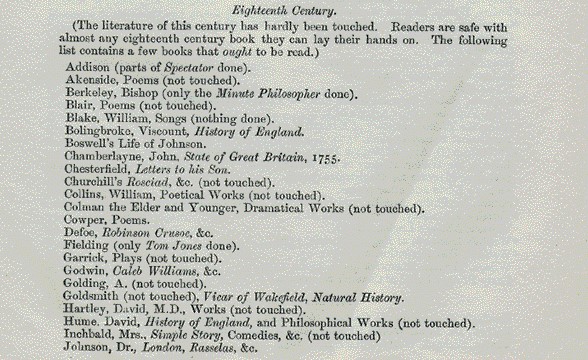 Eighteenth Century.
(The literature of this century has hardly been touched. Readers are safe with
almost any eighteenth century book they can lay their hands on. The following
list contains a few books that ought to be read.)
Addison (parts of Spectator done).
Akenside, Poems (not touched).
Berkeley, Bishop (only the Minute Philosopher done).
Blair, Poems (not touched).
Blake, William, Songs (nothing done).
Bolingbroke, Viscount, History of England.
Boswell's Life of Johnson.
Chamberlayne, John, State of Great Britain, 1755.
Chesterfield, Letters to his Son.
Churchill's Rosciad, &c. (not touched).
Collins, William, Poetical Works (not touched).
Colman the Elder and Younger, Dramatical Works (not touched).
Cowper, Poems.
Defoe, Robinson Crusoe, &c.
Fielding (only Tom Jones done).
Garrick, Plays (not touched).
Godwin, Caleb Williams, &c.
Golding, A. (not touched).
Goldsmith (not touched), Vicar of Wakefield, Natural History.
Hartley, David, M.D., Works (not touched).
Hume, David, History of England, and Philosophical Works (not touched).
Inchbald, Mrs., Simple Story, Comedies, &c. (not touched)
Johnson, Dr., London, Rasselas, &c.